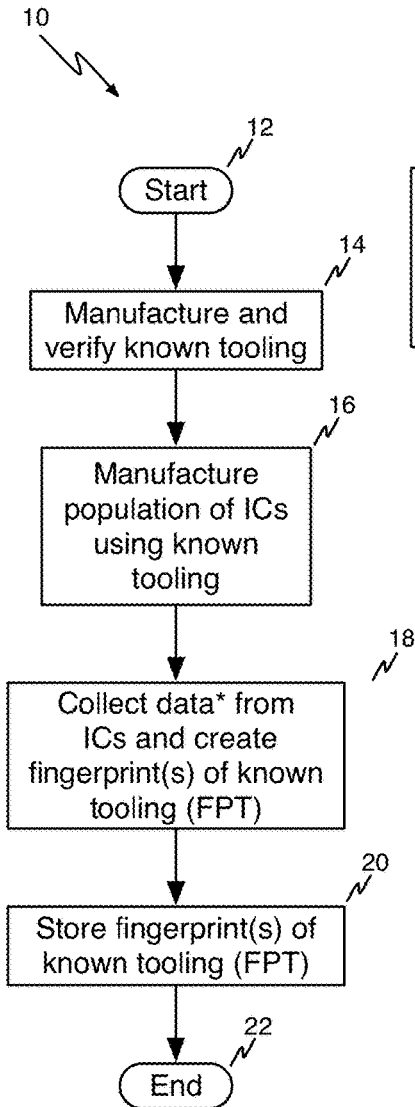 10
12
Start
14
Manufacture and
verify known tooling
16
Manufacture
population of ICs
using known
tooling
18
Collect data* from
ICs and create
fingerprint(s) of known
tooling (FPT)
20
Store fingerprint(s) of
known tooling (FPT)
22
End